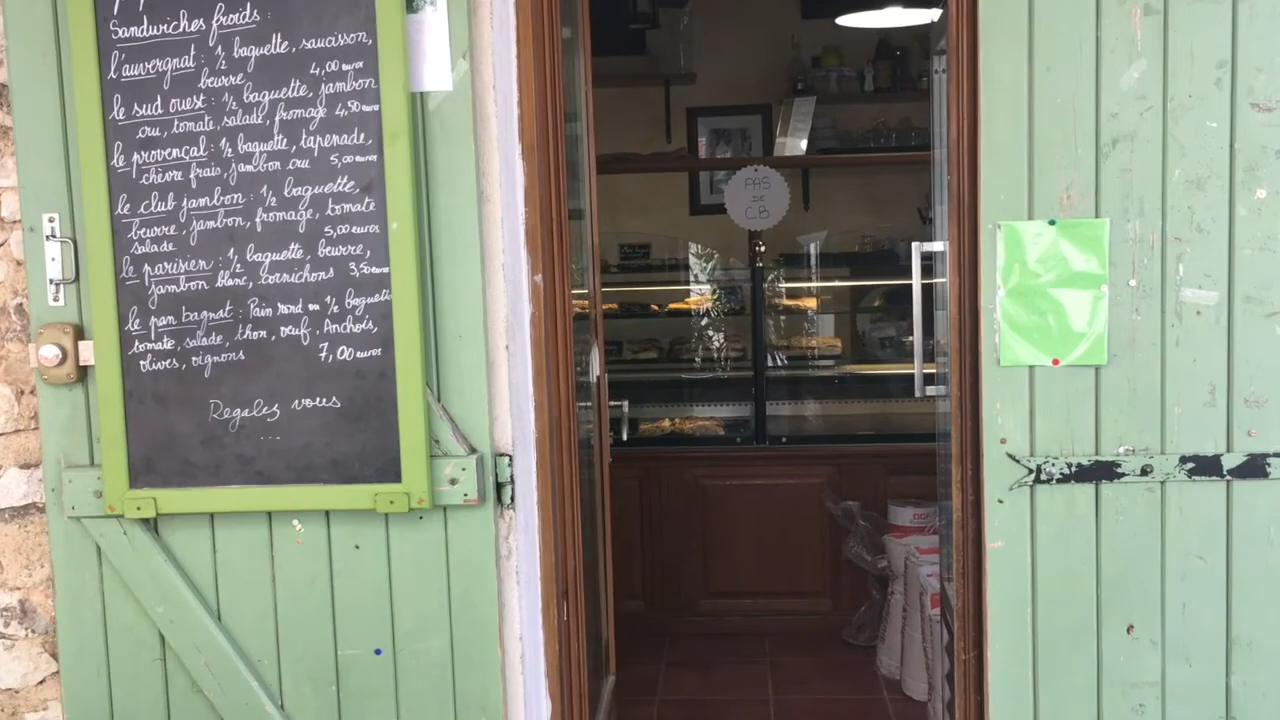 Sandwiches froids :
l'auvergnat : 1/2 baguette, saucisson,
beurre 4,00 euros
le sud ouest : 1/2 baguette, jambon
cru, tomate, salade, fromage 4,50 euros
le provençal : 1/2 baguette, tapenade,
chèvre frais, jambon cru 5,00 euros
le club jambon : 1/2 baguette,
beurre, jambon, fromage, tomate
salade 5,00 euros
le parisien : 1/2 baguette, beurre,
jambon blanc, cornichons 3,50 euros
le pan bagnat : Pain rond ou 1/2 baguette
tomate, salade, thon, oeuf. Anchois,
olives, oignons 7,00 euros
Regalez vous
...
PAS
DE
CB